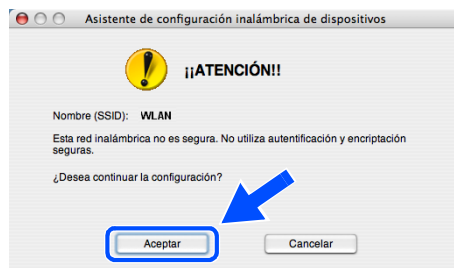 Asistente de configuración inalámbrica de dispositivos
¡¡ATENCIÓN!!
Nombre (SSID): WLAN
Esta red inalámbrica no es segura. No utiliza autentificación y encriptación
seguras.
¿Desea continuar la configuración?
Aceptar Cancelar